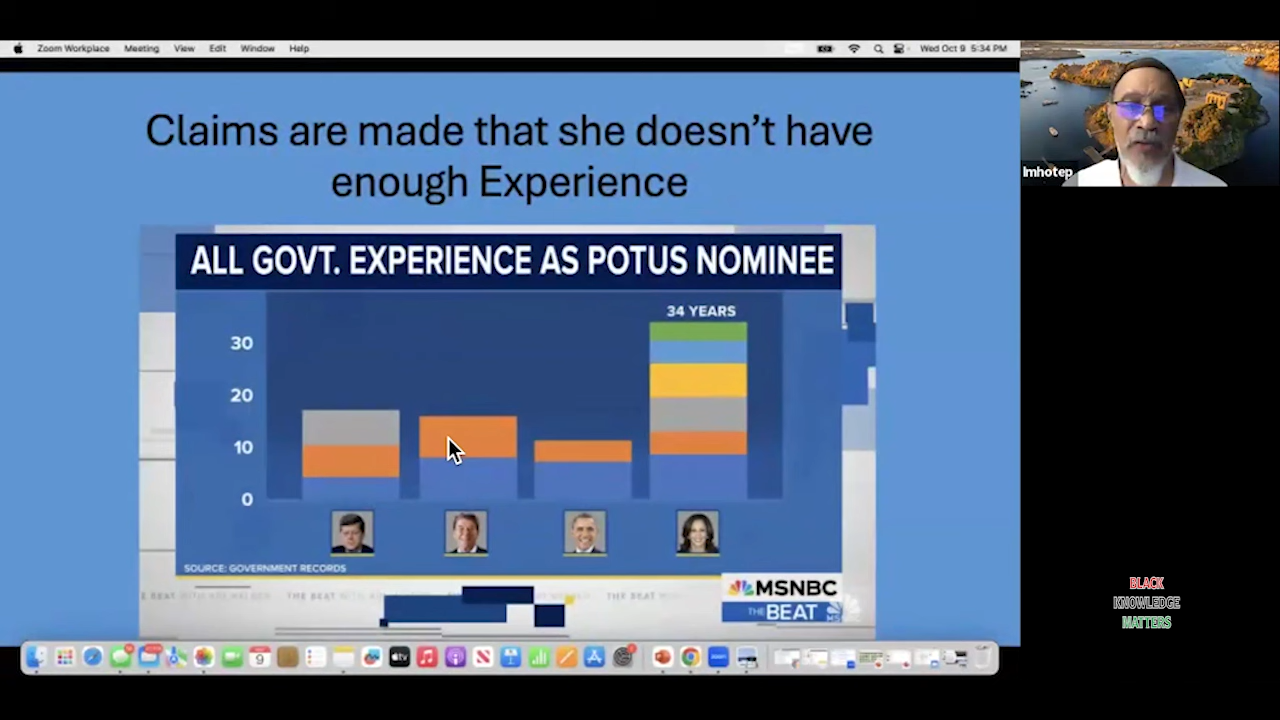 Zoom Workplace Meeting View Edit Window Help Wed Oct 9 5:34 PM
Claims are made that she doesn't have
enough Experience
Imhotep
ALL GOVT. EXPERIENCE AS POTUS NOMINEE
34 YEARS
30
20
10
0
SOURCE: GOVERNMENT RECORDS
MSNBC
THE BEAT
BLACK
KNOWLEDGE
MATTERS
9
tv